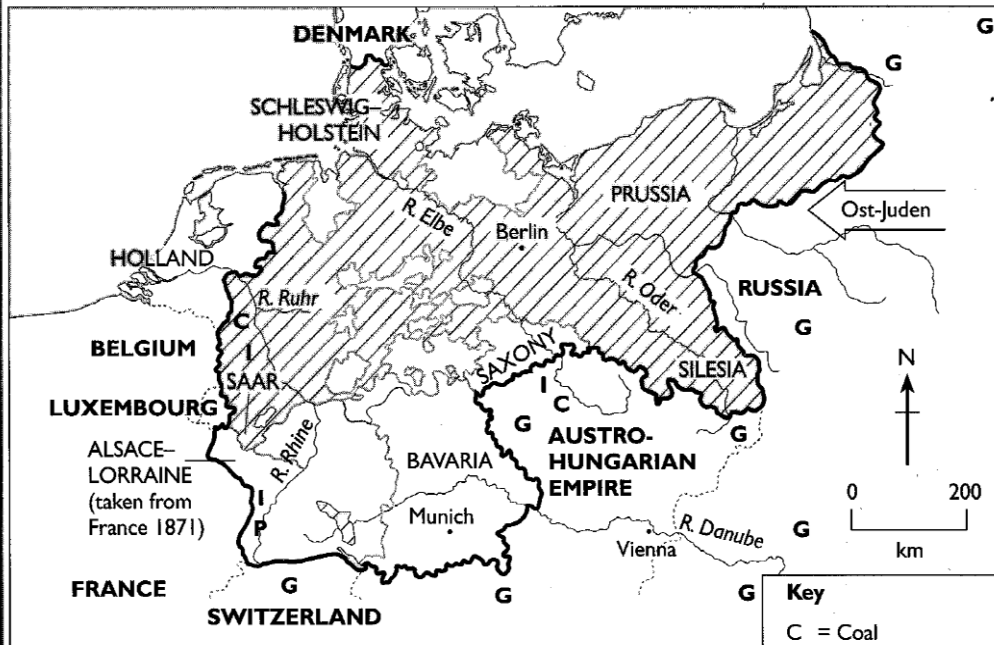 DENMARK
G
G
SCHLESWIG–
HOLSTEIN
PRUSSIA
Ost-Juden
R. Elbe
Berlin
HOLLAND
R. Ruhr
R. Oder
RUSSIA
C
G
BELGIUM
I
SAXONY
SILESIA
N
SAAR
I
C
LUXEMBOURG
G
G
AUSTRO-
HUNGARIAN
EMPIRE
R. Rhine
BAVARIA
ALSACE–
LORRAINE
(taken from
France 1871)
I
P
Munich
Vienna
R. Danube
G
0 200
km
FRANCE
G
SWITZERLAND
G
G
Key
C = Coal